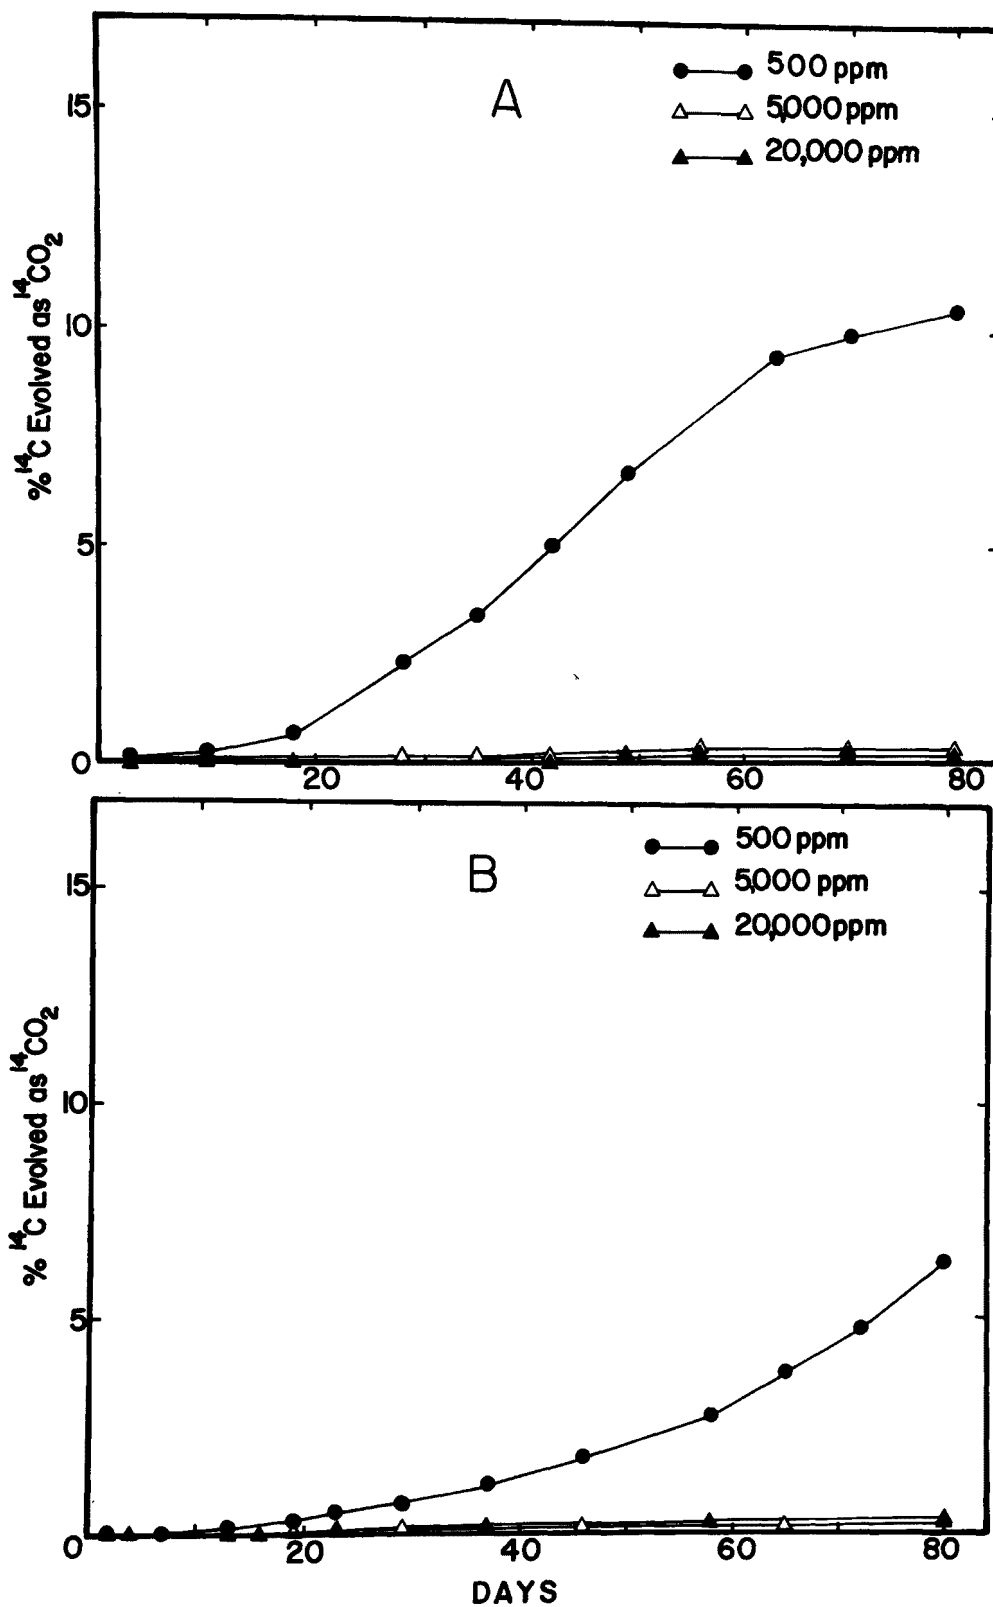 A
500 ppm
5,000 ppm
20,000 ppm
15
10
5
0
% ¹⁴C Evolved as ¹⁴CO₂
20 40 60 80
B
500 ppm
5,000 ppm
20,000 ppm
15
10
5
0
% ¹⁴C Evolved as ¹⁴CO₂
0 20 40 60 80
DAYS